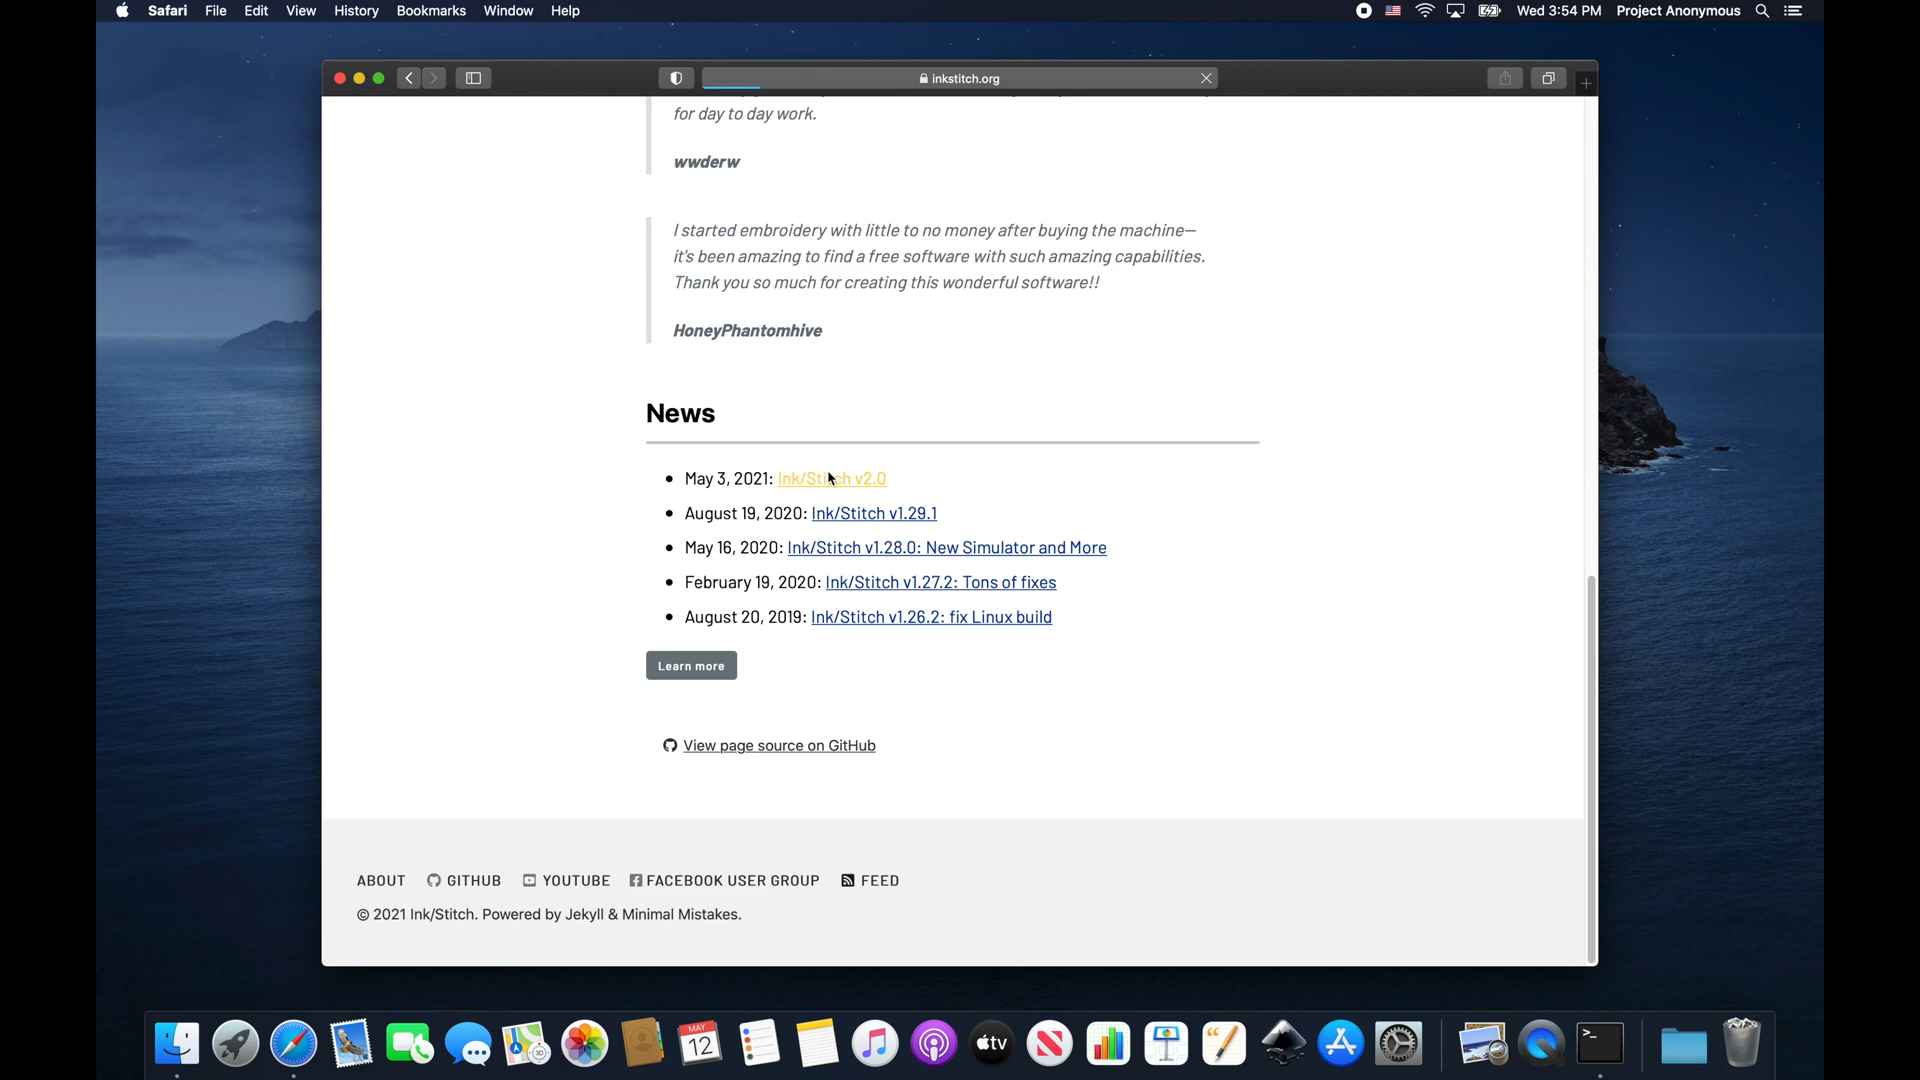 Safari File Edit View History Bookmarks Window Help Wed 3:54 PM Project Anonymous
inkstitch.org
for day to day work.
wwderw
I started embroidery with little to no money after buying the machine—
it's been amazing to find a free software with such amazing capabilities.
Thank you so much for creating this wonderful software!!
HoneyPhantomhive
News
May 3, 2021: Ink/Stitch v2.0
August 19, 2020: Ink/Stitch v1.29.1
May 16, 2020: Ink/Stitch v1.28.0: New Simulator and More
February 19, 2020: Ink/Stitch v1.27.2: Tons of fixes
August 20, 2019: Ink/Stitch v1.26.2: fix Linux build
Learn more
View page source on GitHub
ABOUT GITHUB YOUTUBE FACEBOOK USER GROUP FEED
© 2021 Ink/Stitch. Powered by Jekyll & Minimal Mistakes.
3D MAY 12 tv >_